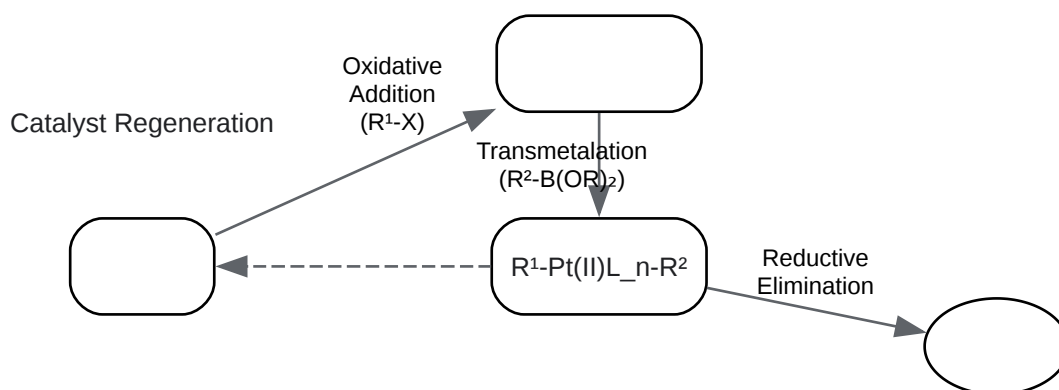 Oxidative
Addition
(R¹-X)
Catalyst Regeneration
Transmetalation
(R²-B(OR)₂)
R¹-Pt(II)L_n-R²
Reductive
Elimination